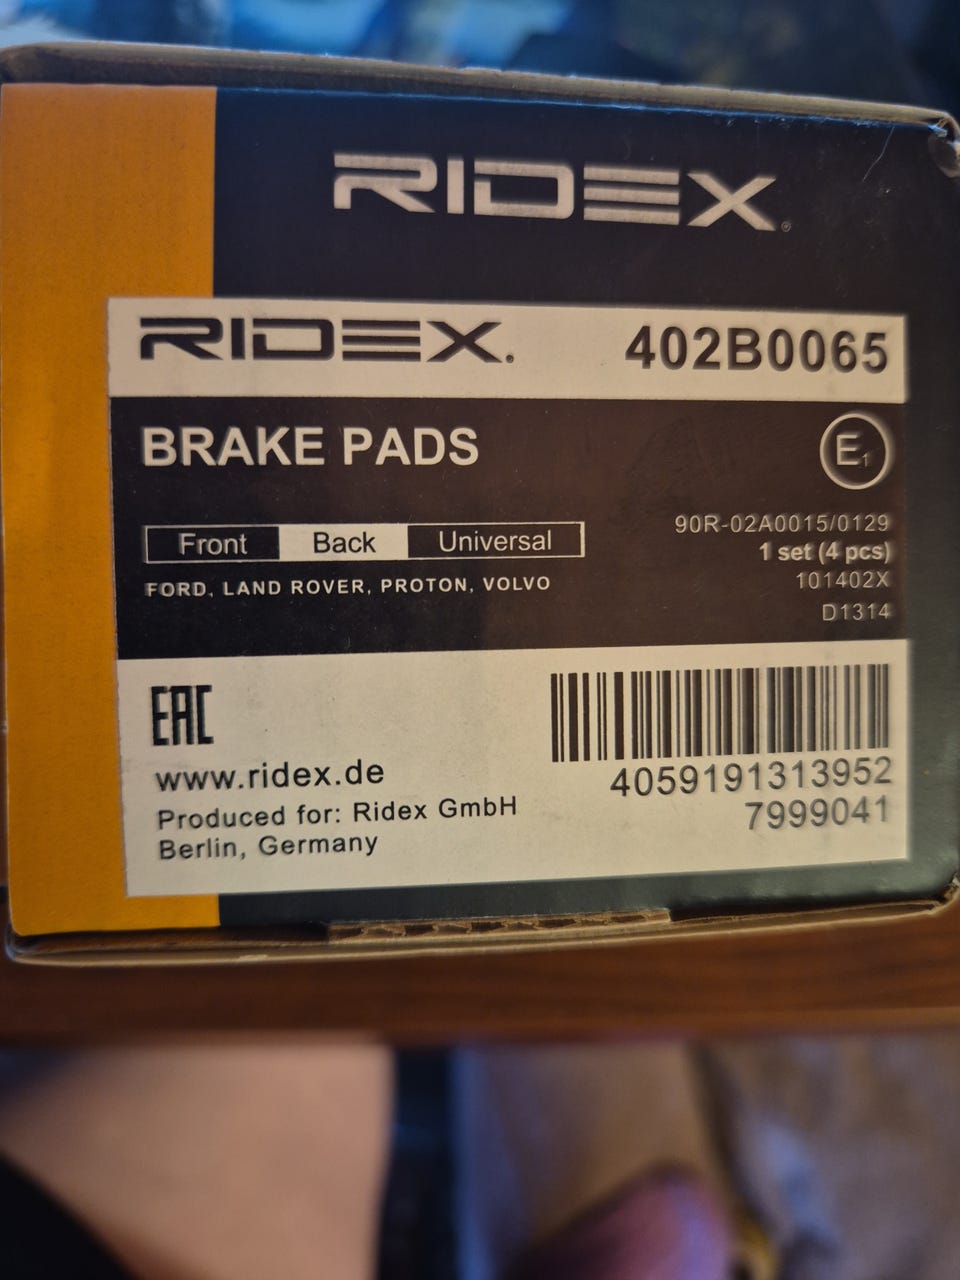 RIDEX®
RIDEX. 402B0065
BRAKE PADS E1
90R-02A0015/0129
Front Back Universal 1 set (4 pcs)
FORD, LAND ROVER, PROTON, VOLVO 101402X
D1314
EAC
www.ridex.de
Produced for: Ridex GmbH
Berlin, Germany
4059191313952
7999041